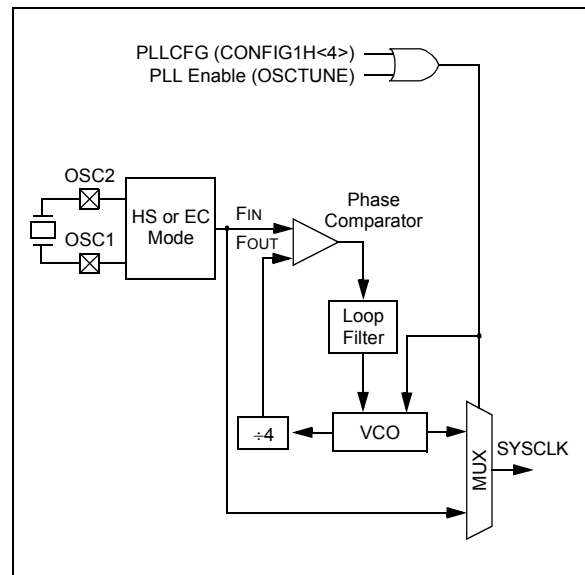 PLLCFG (CONFIG1H<4>)
PLL Enable (OSCTUNE)
OSC2
OSC1
HS or EC
Mode
FIN
FOUT
Phase
Comparator
Loop
Filter
÷4
VCO
MUX
SYSCLK